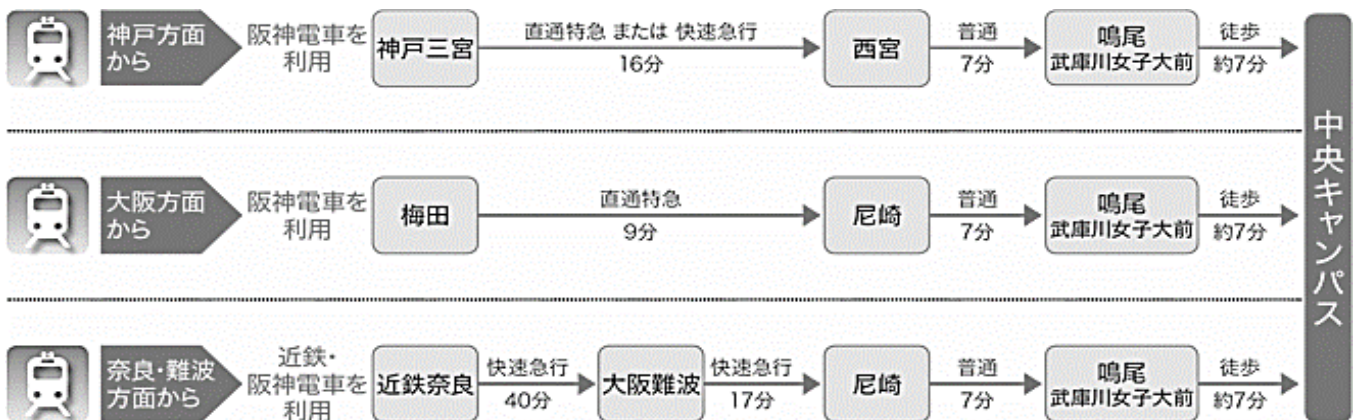 神戸方面
から
阪神電車を
利用
神戸三宮
直通特急 または 快速急行
16分
西宮
普通
7分
鳴尾
武庫川女子大前
徒歩
約7分
大阪方面
から
阪神電車を
利用
梅田
直通特急
9分
尼崎
普通
7分
鳴尾
武庫川女子大前
徒歩
約7分
奈良・難波
方面から
近鉄・
阪神電車を
利用
近鉄奈良
快速急行
40分
大阪難波
快速急行
17分
尼崎
普通
7分
鳴尾
武庫川女子大前
徒歩
約7分
中央キャンパス